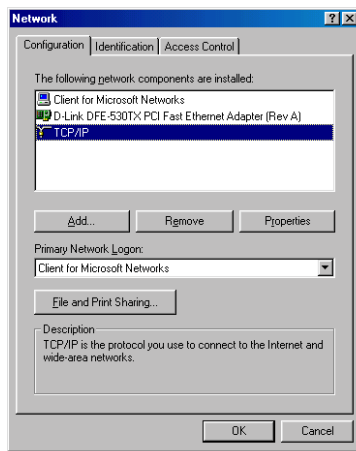 Network
Configuration Identification Access Control
The following network components are installed:
Client for Microsoft Networks
D-Link DFE-530TX PCI Fast Ethernet Adapter (Rev A)
TCP/IP
Add... Remove Properties
Primary Network Logon:
Client for Microsoft Networks
File and Print Sharing...
Description
TCP/IP is the protocol you use to connect to the Internet and
wide-area networks.
OK Cancel